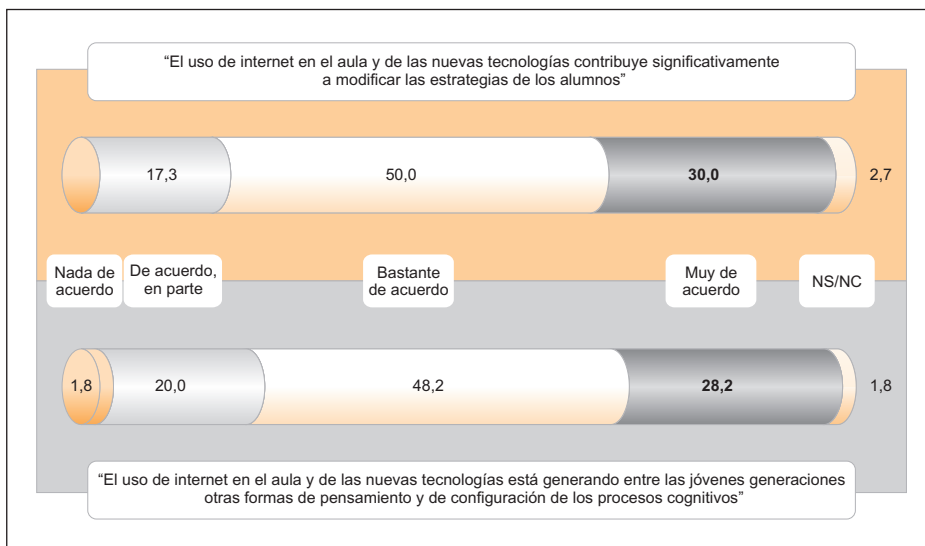 “El uso de internet en el aula y de las nuevas tecnologías contribuye significativamente
a modificar las estrategias de los alumnos”
17,3
50,0
30,0
2,7
Nada de
acuerdo
De acuerdo,
en parte
Bastante
de acuerdo
Muy de
acuerdo
NS/NC
1,8
20,0
48,2
28,2
1,8
“El uso de internet en el aula y de las nuevas tecnologías está generando entre las jóvenes generaciones
otras formas de pensamiento y de configuración de los procesos cognitivos”